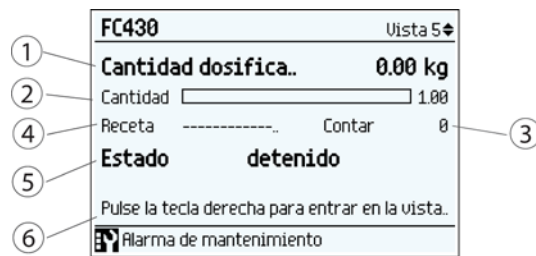 FC430 Vista 5
1 Cantidad dosifica.. 0.00 kg
2 Cantidad 1.00
4 Receta ------------.. Contar 0 3
5 Estado detenido
6 Pulse la tecla derecha para entrar en la vista..
Alarma de mantenimiento